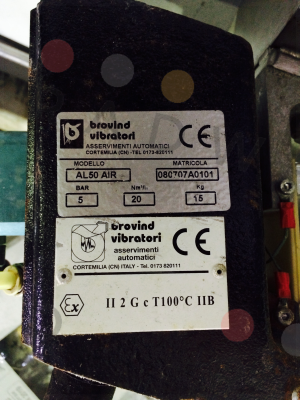 brovind
vibratori
CE
ASSERVIMENTI AUTOMATICI
CORTEMILIA (CN) -TEL 0173-820111
MODELLO MATRICOLA
AL50 AIR 080707A0101
BAR Nm³/h. Kg
5 20 15
brovind
vibratori
CE
asservimenti
automatici
CORTEMILIA (CN) ITALY - Tel. 0173 820111
Ex II 2 G c T100°C IIB